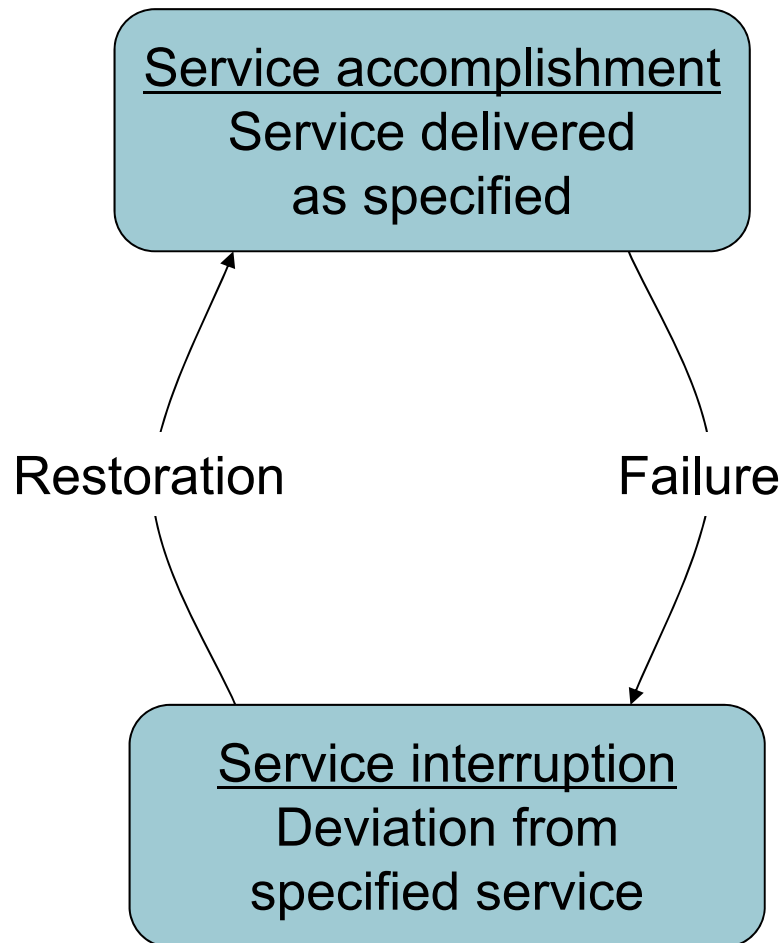 Service accomplishment
Service delivered
as specified
Restoration
Failure
Service interruption
Deviation from
specified service